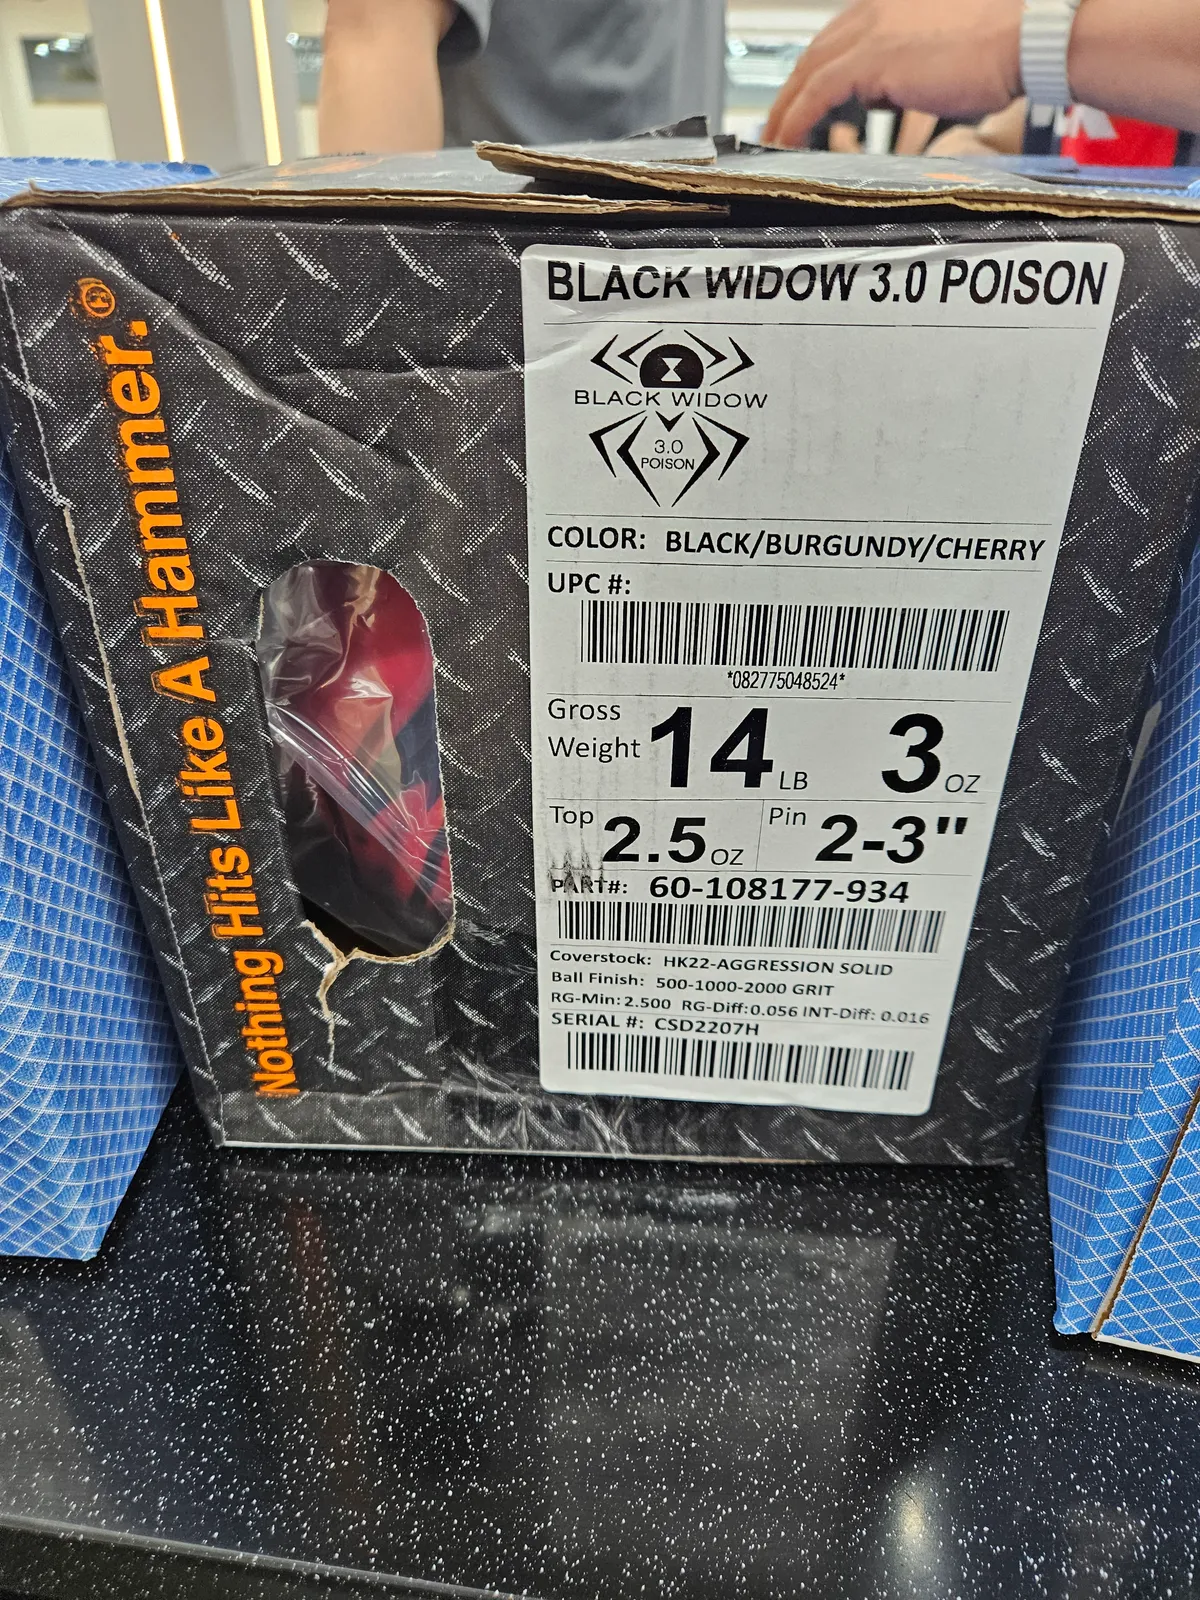 Nothing Hits Like A Hammer.®
BLACK WIDOW 3.0 POISON
BLACK WIDOW
3.0
POISON
COLOR: BLACK/BURGUNDY/CHERRY
UPC #:
*082775048524*
Gross
Weight 14 LB 3 OZ
Top 2.5 OZ Pin 2-3"
PART#: 60-108177-934
Coverstock: HK22-AGGRESSION SOLID
Ball Finish: 500-1000-2000 GRIT
RG-Min: 2.500 RG-Diff: 0.056 INT-Diff: 0.016
SERIAL #: CSD2207H